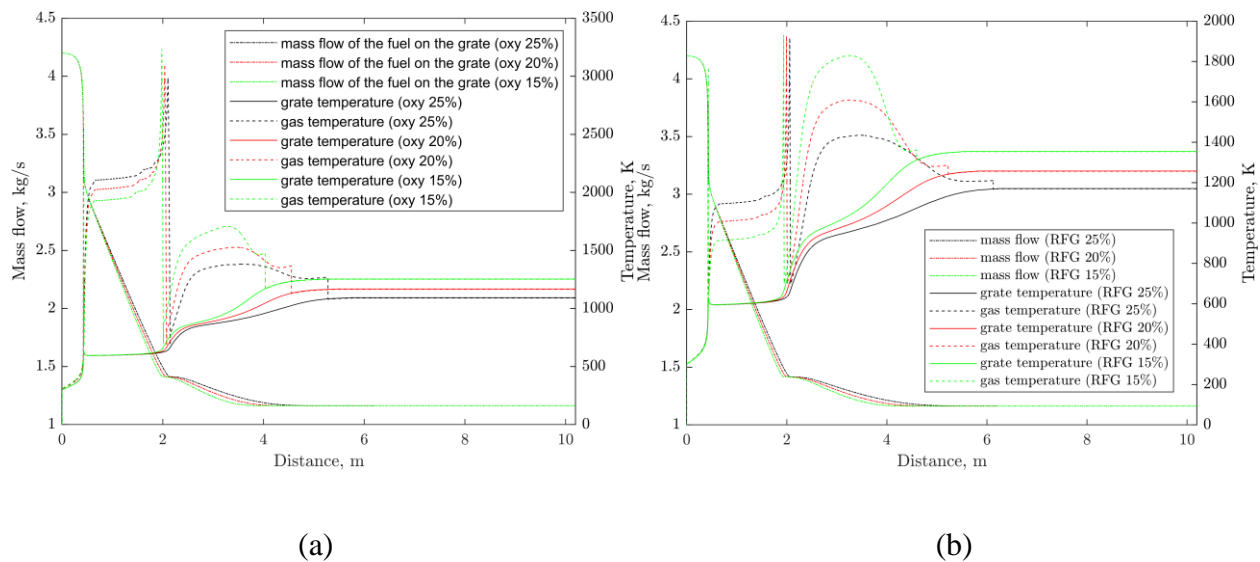 4.5
4
3.5
3
2.5
2
1.5
1
Mass flow, kg/s
3500
3000
2500
2000
1500
1000
500
0
Temperature, K
0
2
4
6
8
10
Distance, m
mass flow of the fuel on the grate (oxy 25%)
mass flow of the fuel on the grate (oxy 20%)
mass flow of the fuel on the grate (oxy 15%)
grate temperature (oxy 25%)
gas temperature (oxy 25%)
grate temperature (oxy 20%)
gas temperature (oxy 20%)
grate temperature (oxy 15%)
gas temperature (oxy 15%)
(a)
4.5
4
3.5
3
2.5
2
1.5
1
Mass flow, kg/s
2000
1800
1600
1400
1200
1000
800
600
400
200
0
Temperature, K
0
2
4
6
8
10
Distance, m
mass flow (RFG 25%)
mass flow (RFG 20%)
mass flow (RFG 15%)
grate temperature (RFG 25%)
gas temperature (RFG 25%)
grate temperature (RFG 20%)
gas temperature (RFG 20%)
grate temperature (RFG 15%)
gas temperature (RFG 15%)
(b)